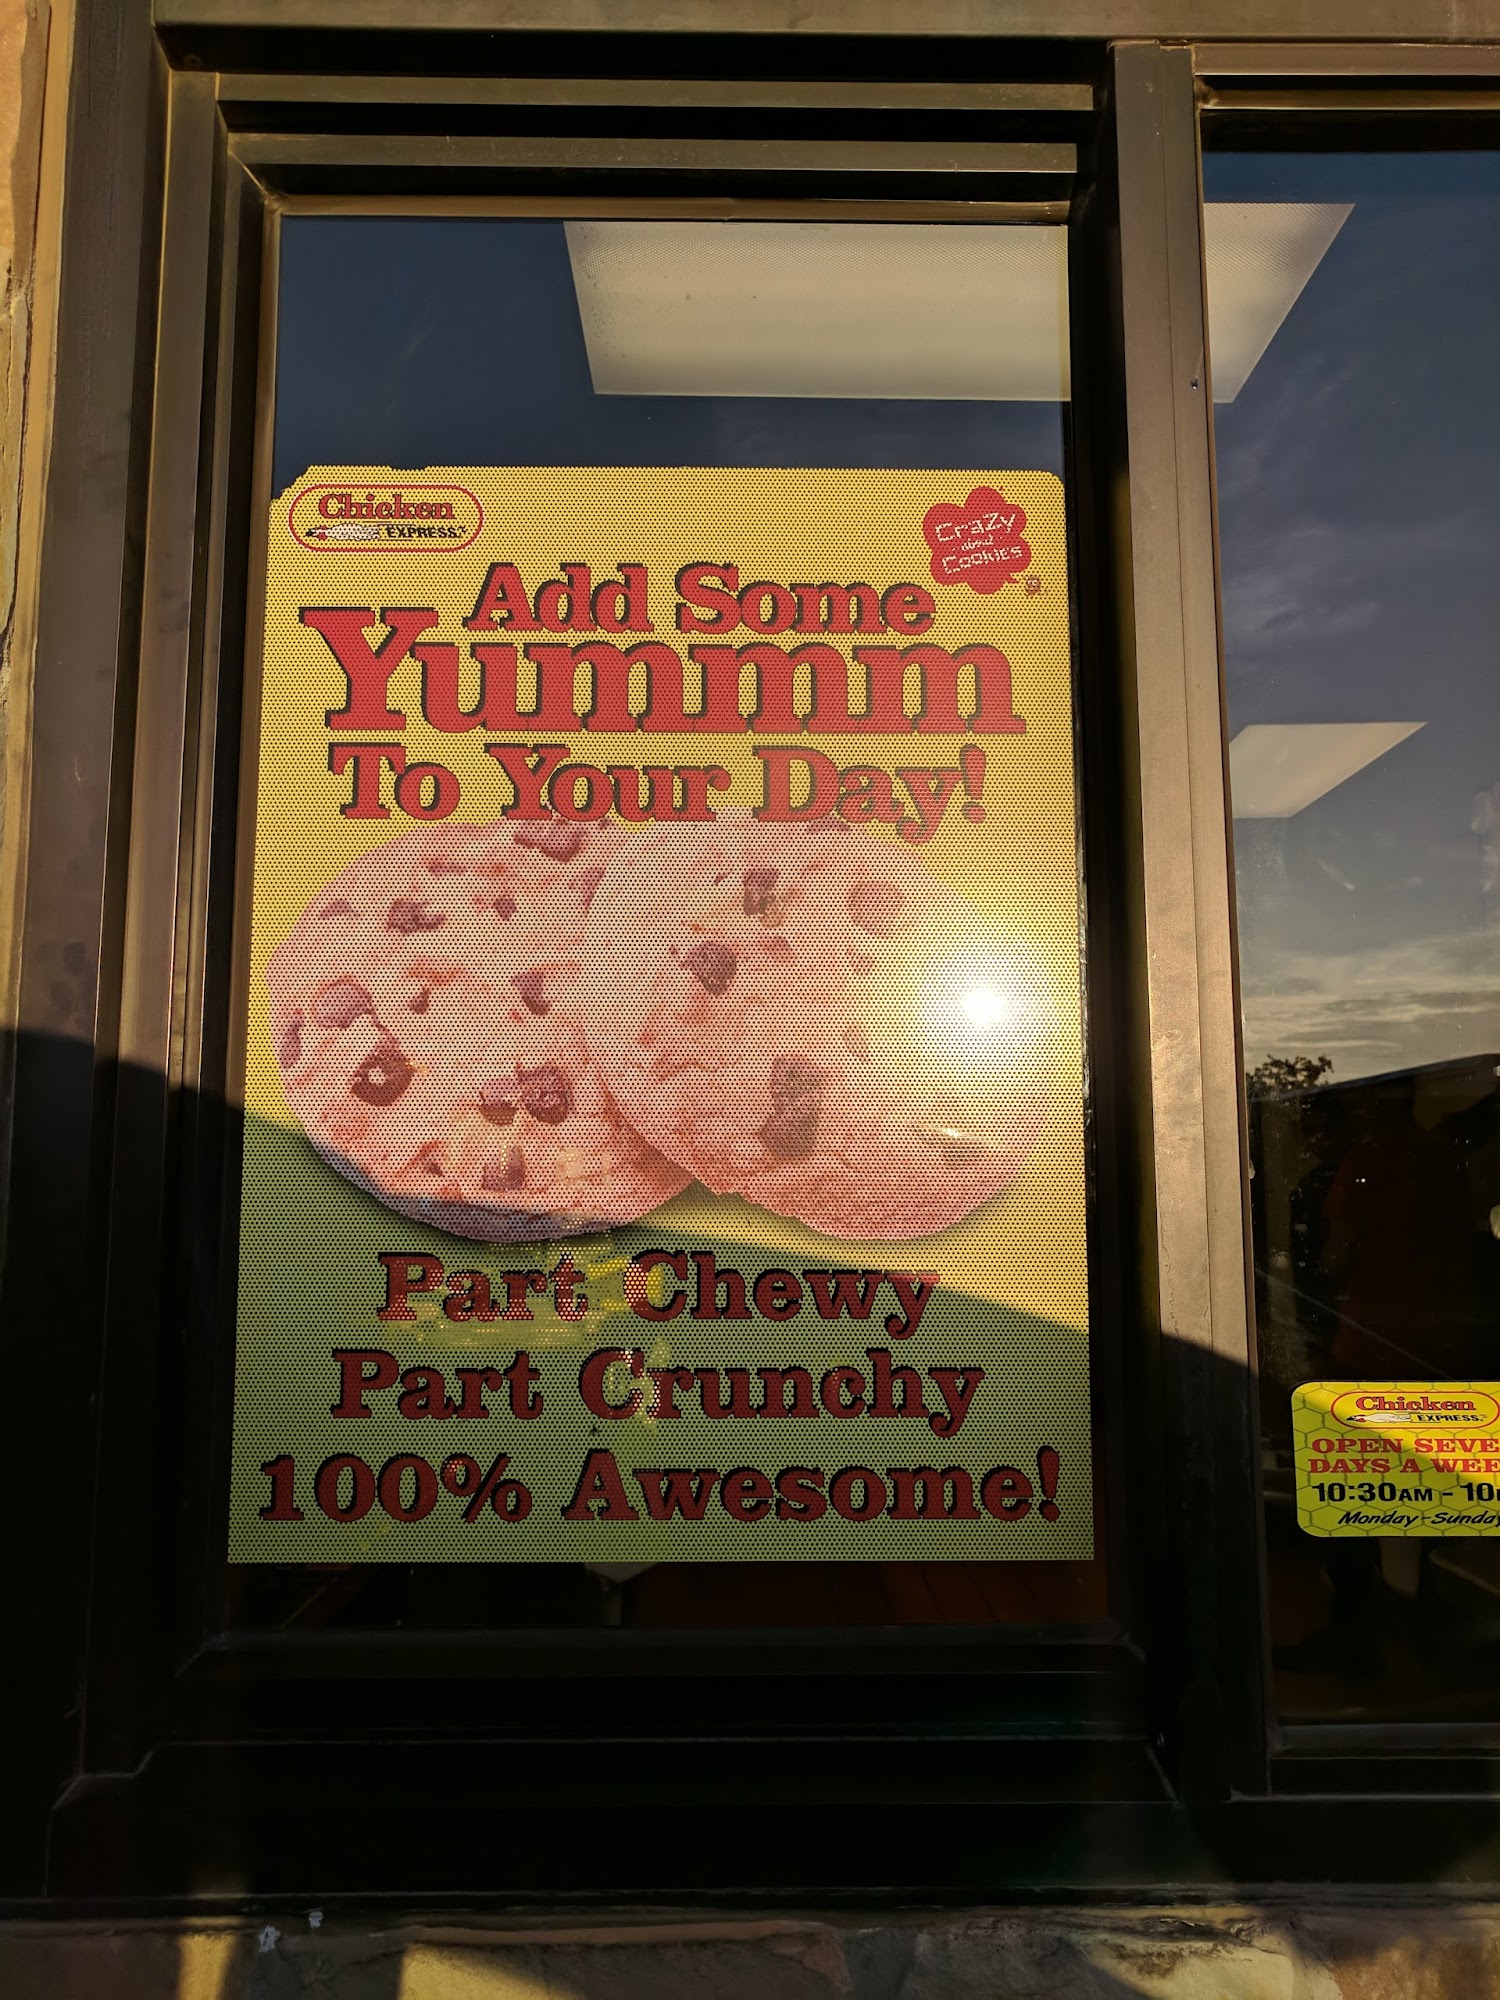 Chicken
EXPRESS
Crazy
about
Cookies
Add Some
Yummm
To Your Day!
Part Chewy
Part Crunchy
100% Awesome!
Chicken
EXPRESS
OPEN SEVE
DAYS A WEE
10:30AM - 10
Monday-Sunday